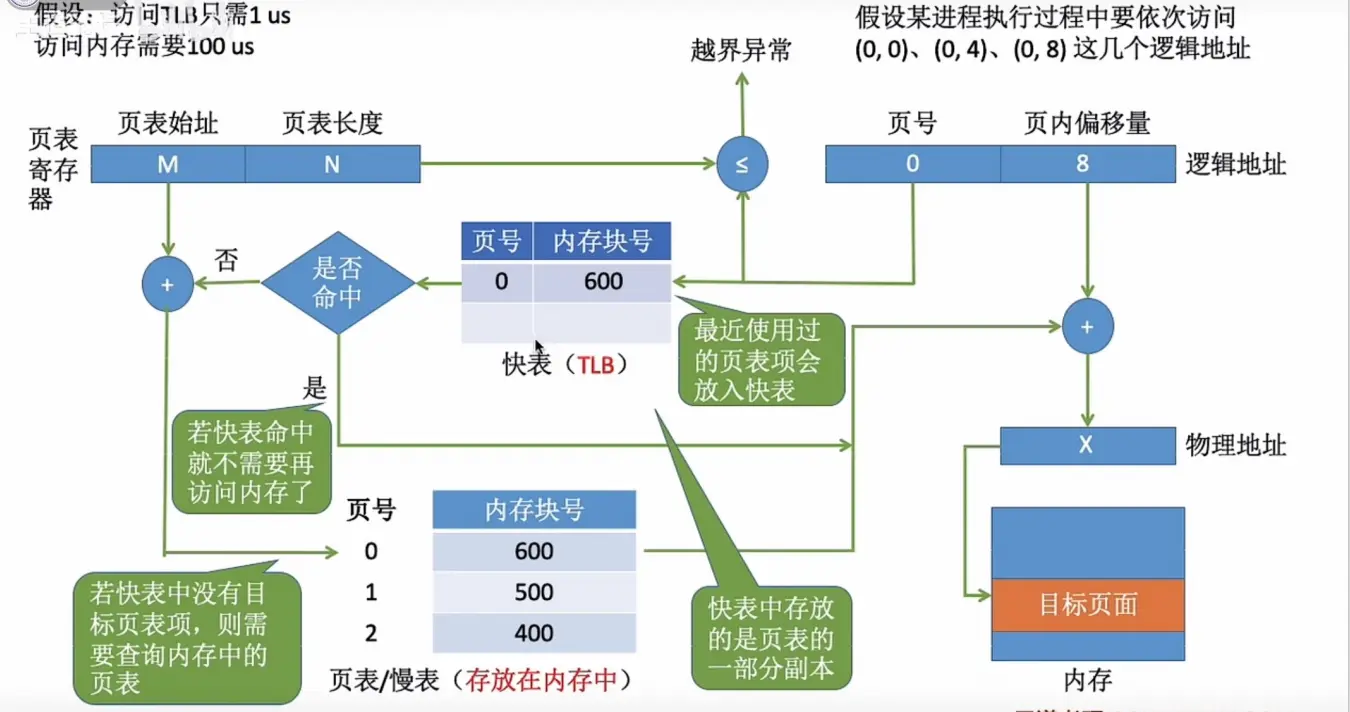 假设：访问TLB只需1 us
访问内存需要100 us
假设某进程执行过程中要依次访问
(0, 0)、(0, 4)、(0, 8) 这几个逻辑地址
越界异常
页表始址
页表长度
页号
页内偏移量
页表
寄存
器
M
N
≤
0
8
逻辑地址
否
是否
命中
页号
内存块号
0
600
+
快表（TLB）
最近使用过
的页表项会
放入快表
+
是
若快表命中
就不需要再
访问内存了
X
物理地址
页号
内存块号
0
600
1
500
2
400
页表/慢表（存放在内存中）
若快表中没有目
标页表项，则需
要查询内存中的
页表
快表中存放
的是页表的
一部分副本
目标页面
内存